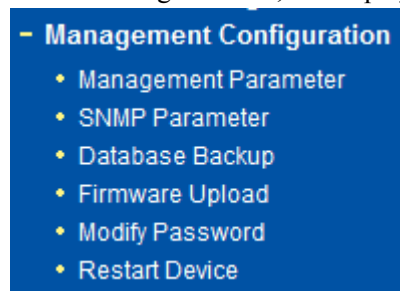 - Management Configuration
• Management Parameter
• SNMP Parameter
• Database Backup
• Firmware Upload
• Modify Password
• Restart Device